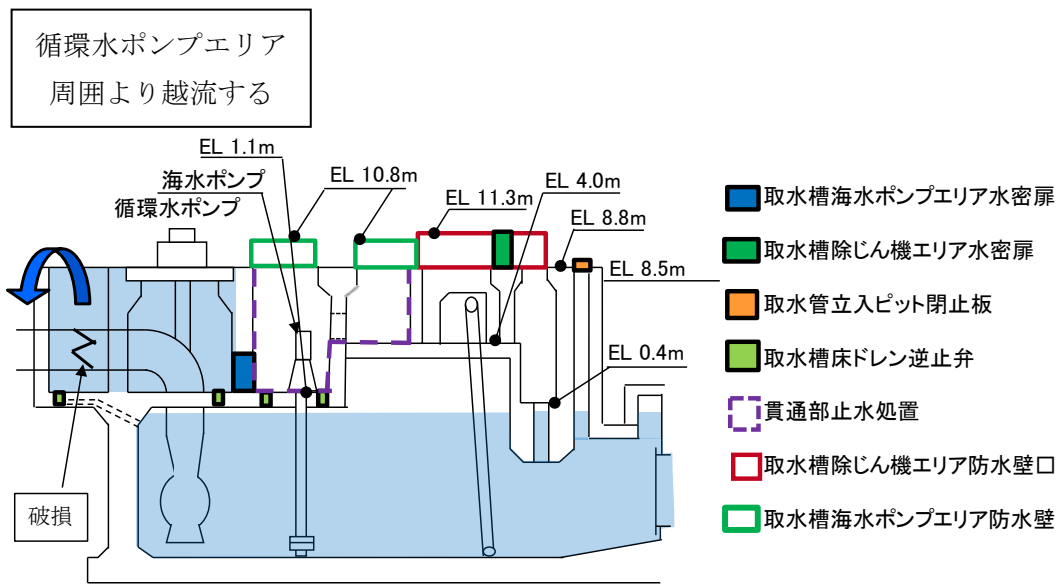 循環水ポンプエリア
周囲より越流する
EL 1.1m
海水ポンプ
EL 10.8m
循環水ポンプ
EL 11.3m
EL 4.0m
EL 8.8m
EL 8.5m
EL 0.4m
破損
取水槽海水ポンプエリア水密扉
取水槽除じん機エリア水密扉
取水管立入ピット閉止板
取水槽床ドレン逆止弁
貫通部止水処置
取水槽除じん機エリア防水壁口
取水槽海水ポンプエリア防水壁